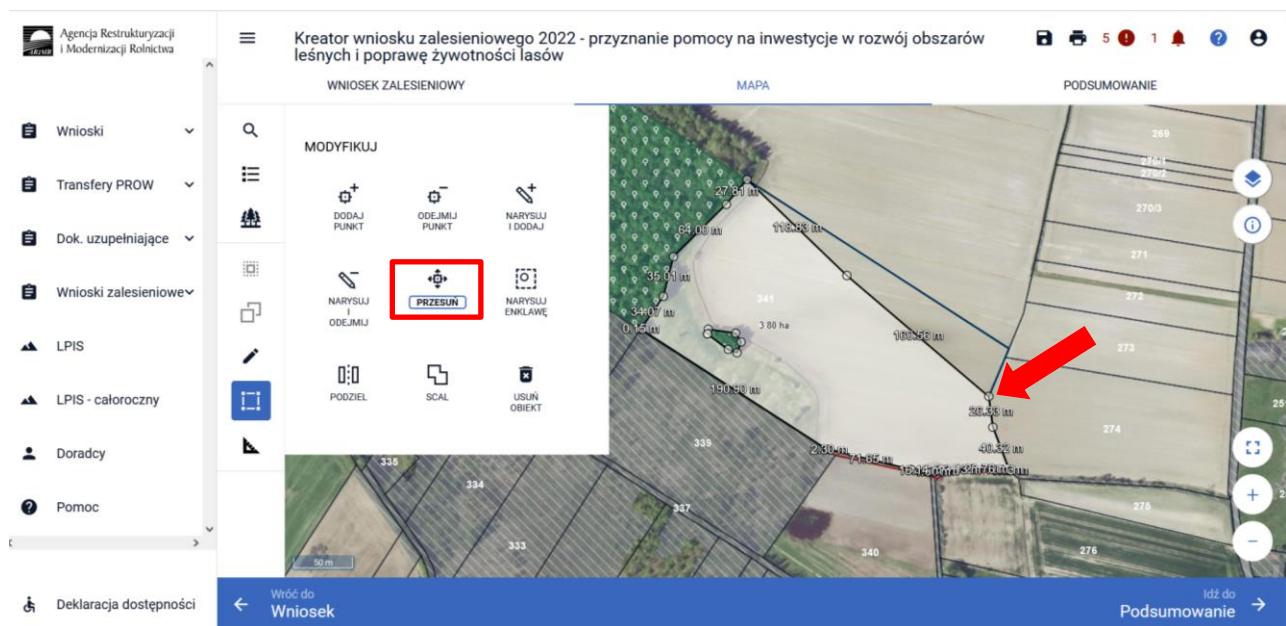 Agencja Restrukturyzacji
i Modernizacji Rolnictwa
Kreator wniosku zalesieniowego 2022 - przyznanie pomocy na inwestycje w rozwój obszarów
leśnych i poprawę żywotności lasów
5
1
WNIOSEK ZALESIENIOWY
MAPA
PODSUMOWANIE
Wnioski
Transfery PROW
Dok. uzupełniające
Wnioski zalesieniowe
LPIS
LPIS - całoroczny
Doradcy
Pomoc
Deklaracja dostępności
MODYFIKUJ
DODAJ
PUNKT
ODEJMIJ
PUNKT
NARYSUJ
I DODAJ
NARYSUJ
I
ODEJMIJ
PRZESUŃ
NARYSUJ
ENKLAWĘ
PODZIEL
SCAL
USUŃ
OBIEKT
269
270/1
270/2
270/3
271
272
273
274
275
276
27.81 m
64.00 m
35.01 m
34.07 m
0.15 m
341
3.80 ha
190.90 m
2.30 m
71.65 m
40.32 m
339
335
334
337
333
340
50 m
Wróć do
Wniosek
Idź do
Podsumowanie